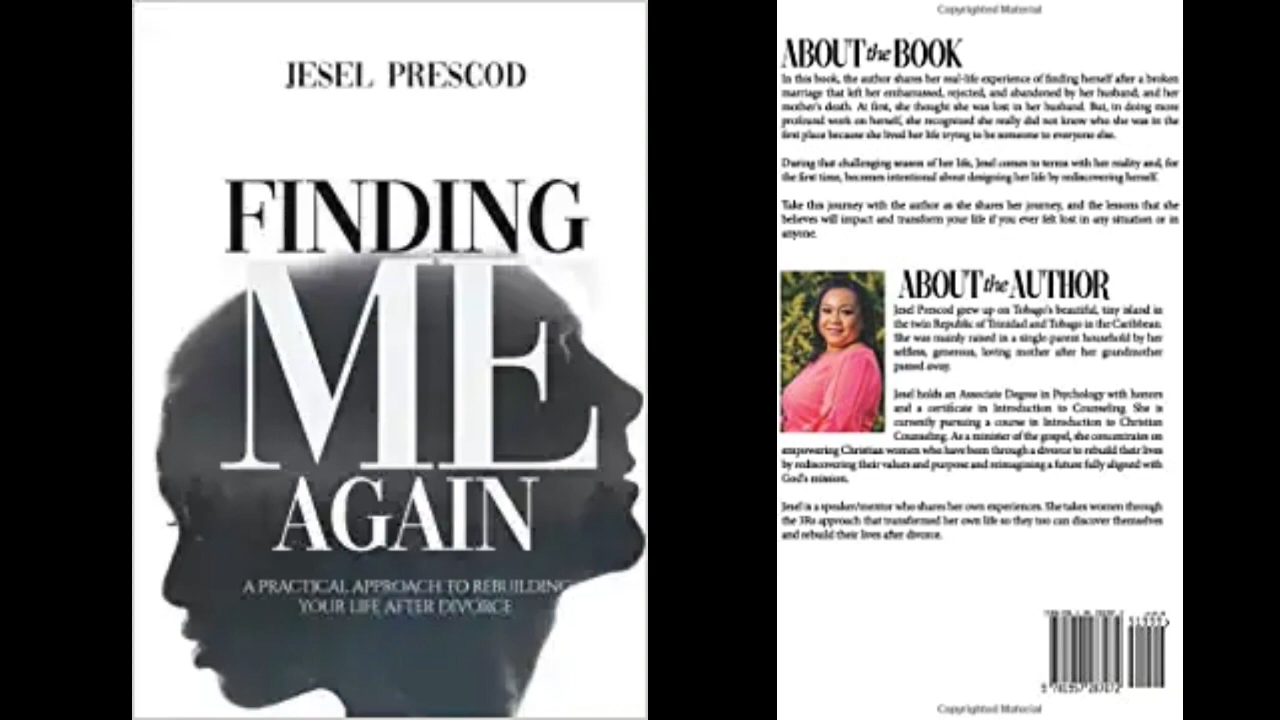 JESEL PRESCOD
FINDING
ME
AGAIN
A PRACTICAL APPROACH TO REBUILDING
YOUR LIFE AFTER DIVORCE
Copyrighted Material
ABOUT the BOOK
In this book, the author shares her real-life experience of finding herself after a broken
marriage that left her embarrassed, rejected, and abandoned by her husband, and her
mother's death. At first, she thought she was lost in her husband. But, in doing more
profound work on herself, she recognized she really did not know who she was in the
first place because she lived her life trying to be someone to everyone else.
During that challenging season of her life, Jesel comes to terms with her reality and, for
the first time, becomes intentional about designing her life by rediscovering herself.
Take this journey with the author as she shares her journey, and the lessons that she
believes will impact and transform your life if you ever felt lost in any situation or in
anyone.
ABOUT the AUTHOR
Jesel Prescod grew up on Tobago's beautiful, tiny island in
the twin Republic of Trinidad and Tobago in the Caribbean.
She was mainly raised in a single parent household by her
selfless, generous, loving mother after her grandmother
passed away.
Jesel holds an Associate Degree in Psychology with honors
and a certificate in Introduction to Counseling. She is
currently pursuing a course in Introduction to Christian
Counseling. As a minister of the gospel, she concentrates on
empowering Christian women who have been through a divorce to rebuild their lives
by rediscovering their values and purpose and reimagining a future fully aligned with
God's mission.
Jesel is a speaker/mentor who shares her own experiences. She takes women through
the 3Rs approach that transformed her own life so they too can discover themselves
and rebuild their lives after divorce.
Copyrighted Material